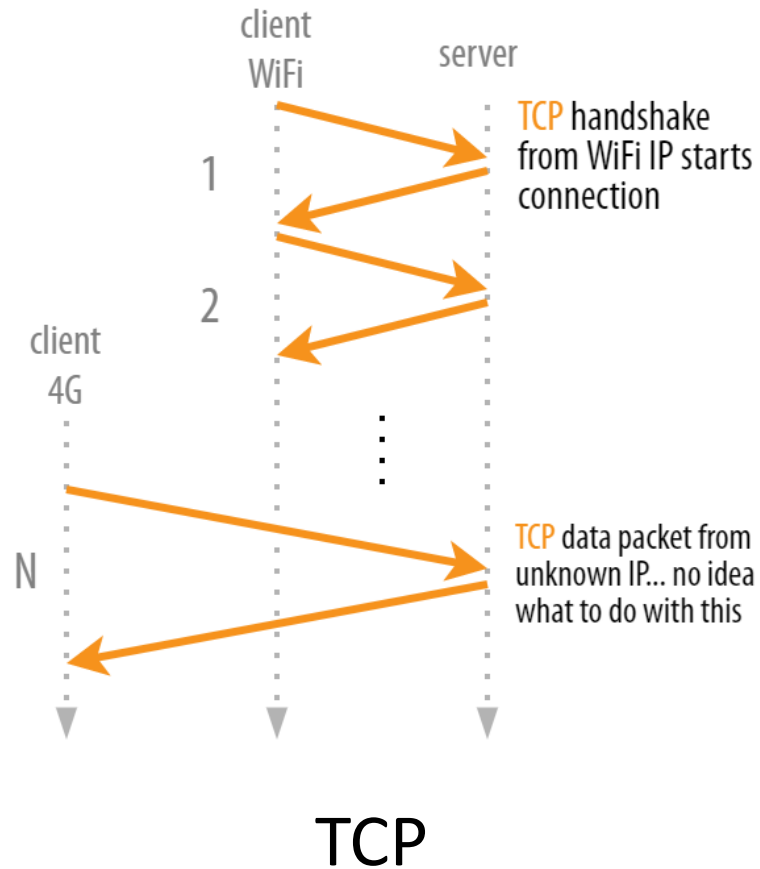 client
WiFi
server
TCP handshake
from WiFi IP starts
connection
1
2
client
4G
N
TCP data packet from
unknown IP... no idea
what to do with this
TCP